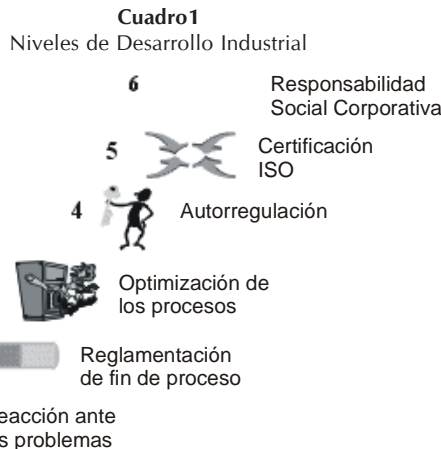 Cuadro1
Niveles de Desarrollo Industrial
6 Responsabilidad
Social Corporativa
5 Certificación
ISO
4 Autorregulación
Optimización de
los procesos
Reglamentación
de fin de proceso
eacción ante
s problemas